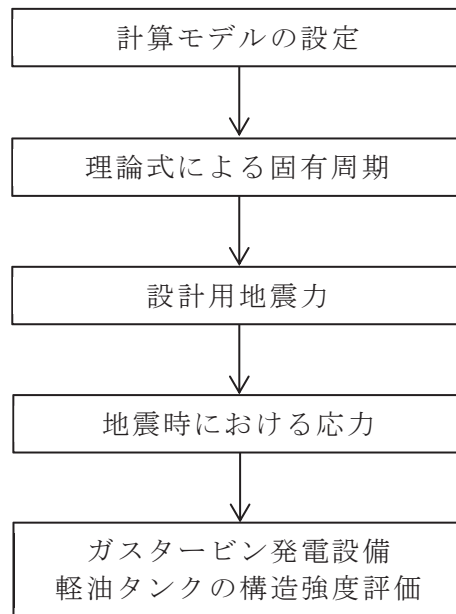 計算モデルの設定
理論式による固有周期
設計用地震力
地震時における応力
ガスタービン発電設備
軽油タンクの構造強度評価